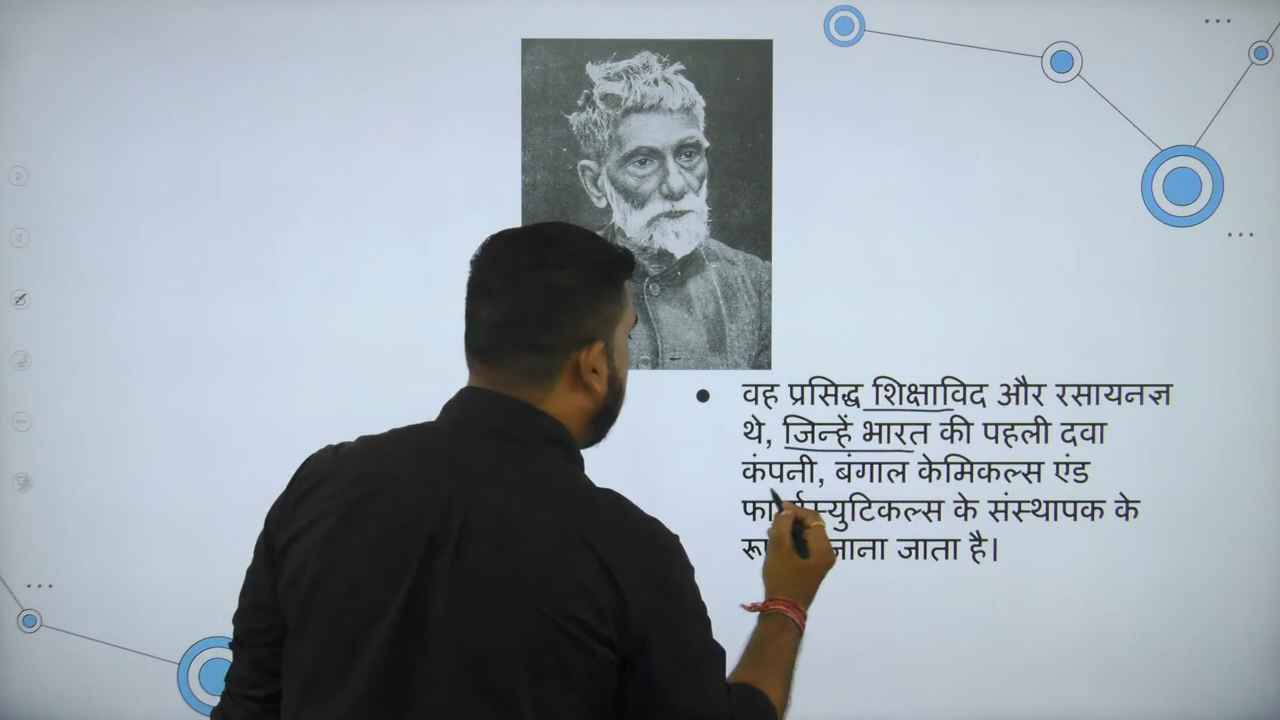 वह प्रसिद्ध शिक्षाविद और रसायनज्ञ
थे, जिन्हें भारत की पहली दवा
कंपनी, बंगाल केमिकल्स एंड
के संस्थापक के
जाना जाता है।